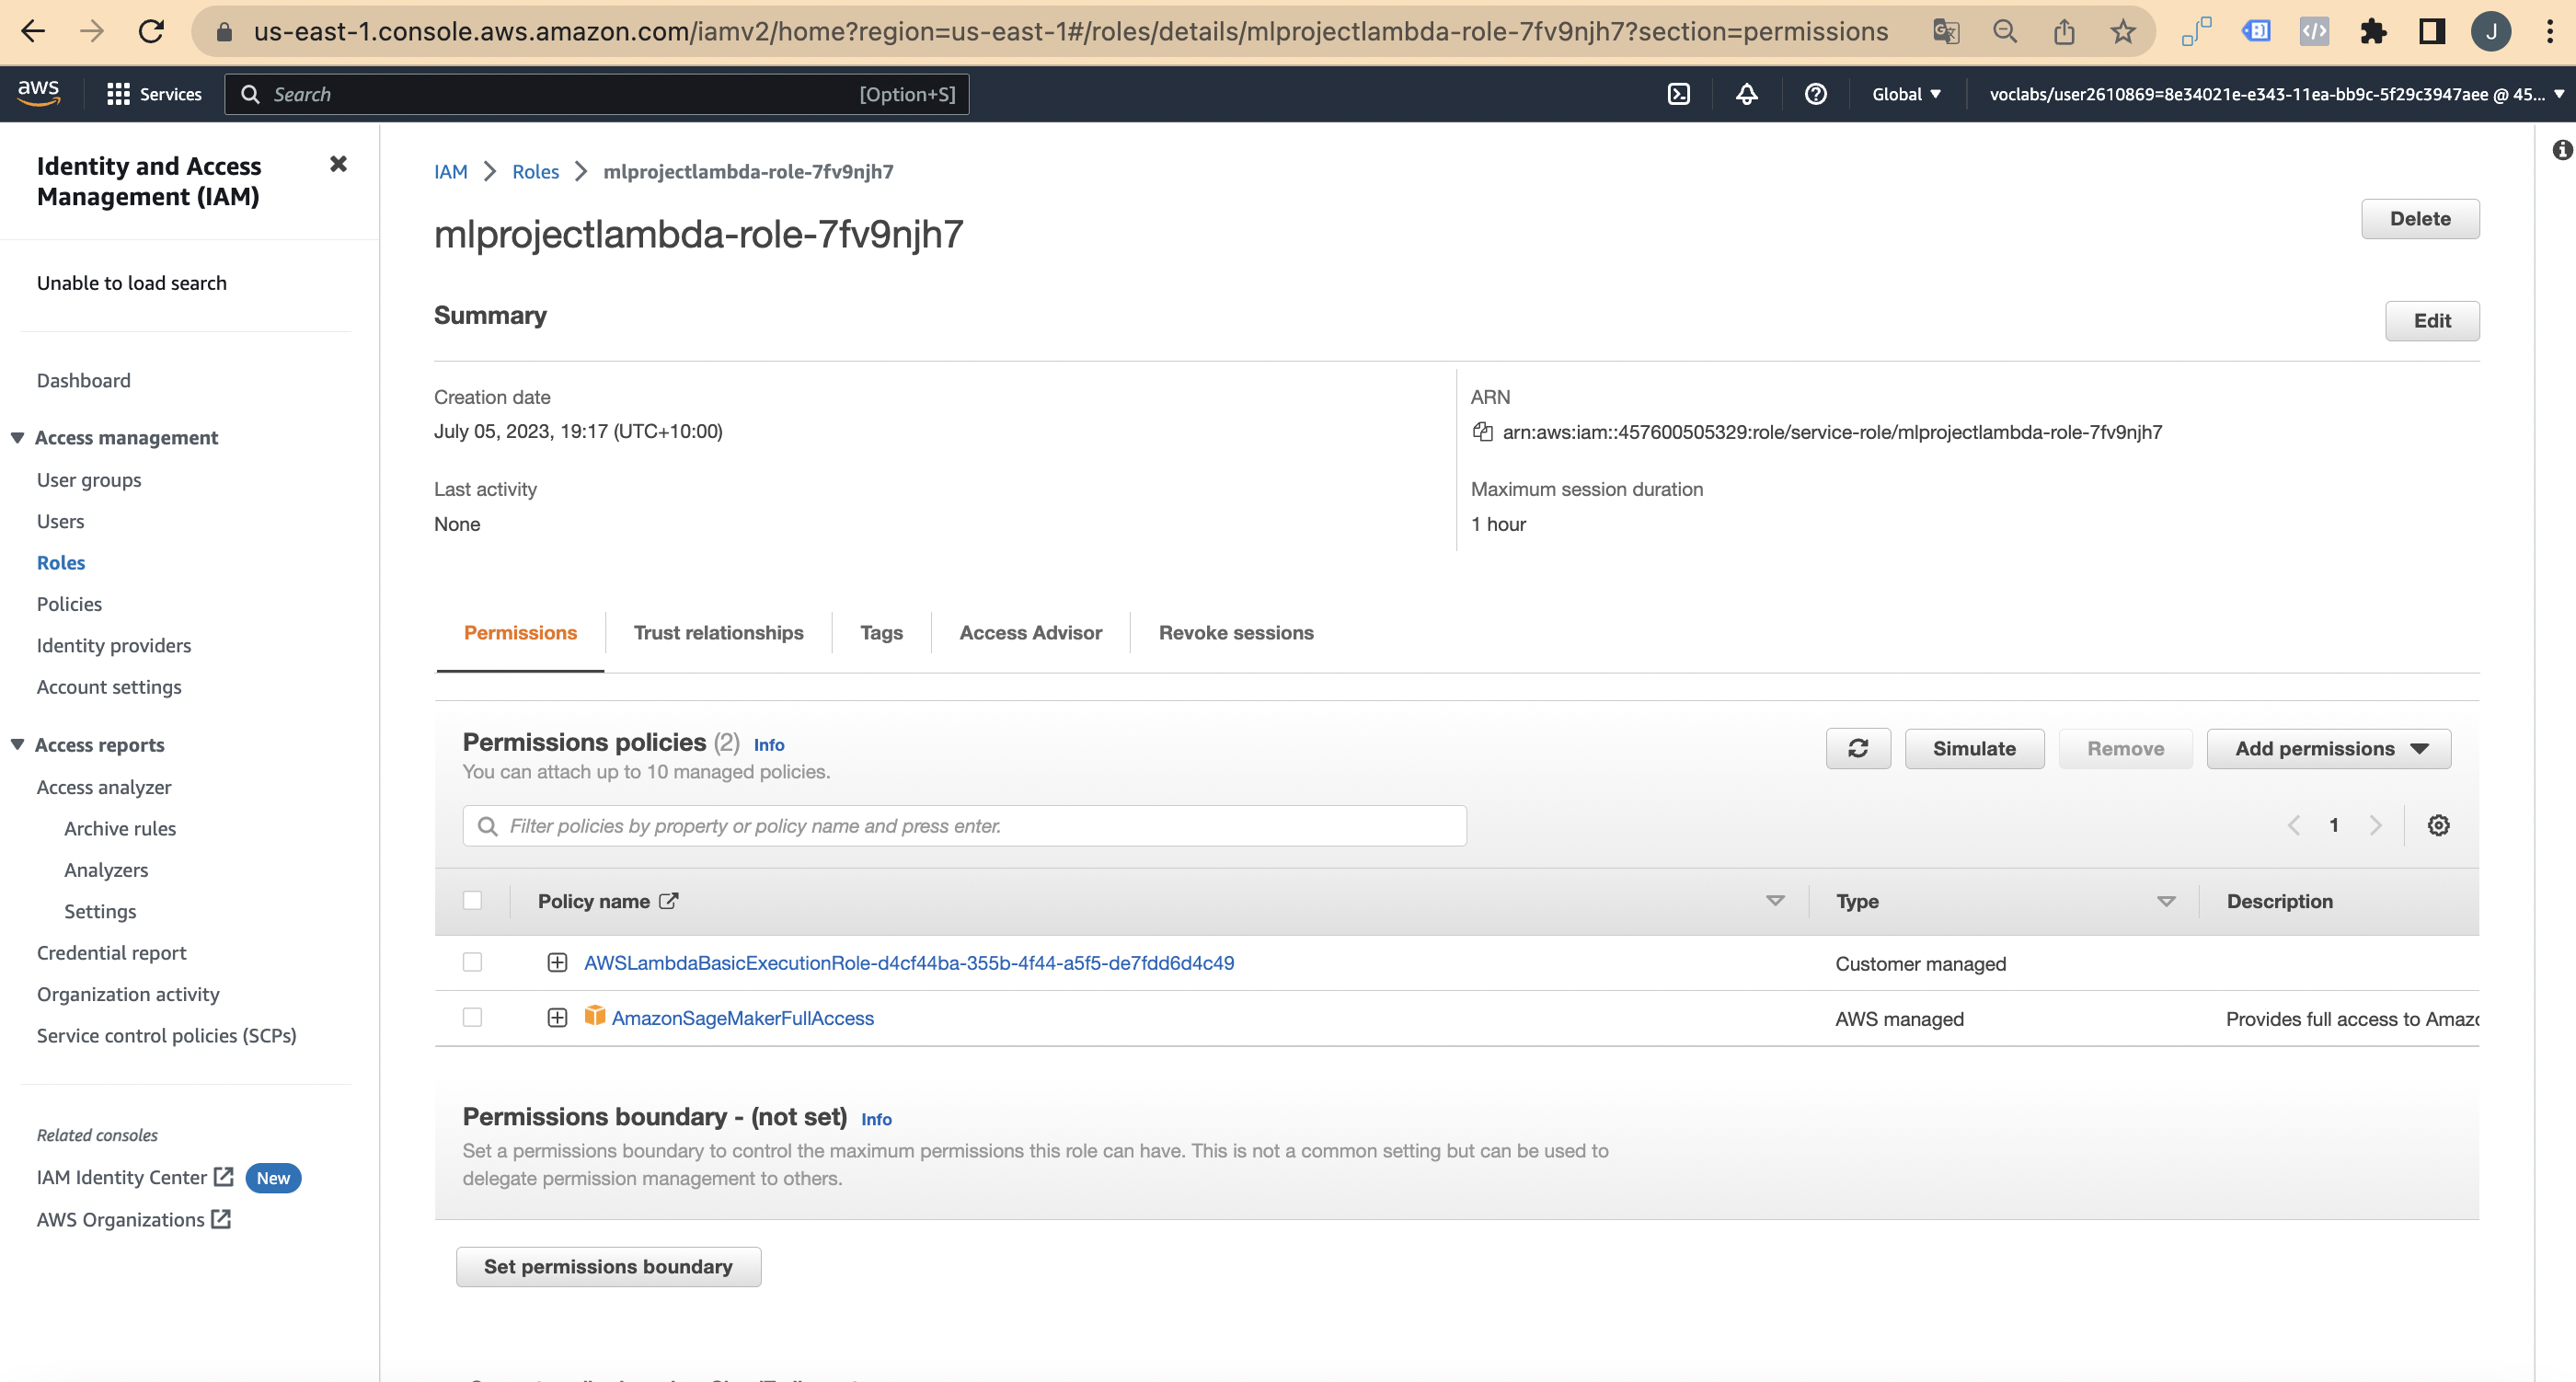 us-east-1.console.aws.amazon.com/iamv2/home?region=us-east-1#/roles/details/mlprojectlambda-role-7fv9njh7?section=permissions
J
aws
Services
Search
[Option+S]
Global
voclabs/user2610869=8e34021e-e343-11ea-bb9c-5f29c3947aee @ 45...
Identity and Access
Management (IAM)
Unable to load search
Dashboard
Access management
User groups
Users
Roles
Policies
Identity providers
Account settings
Access reports
Access analyzer
Archive rules
Analyzers
Settings
Credential report
Organization activity
Service control policies (SCPs)
Related consoles
IAM Identity Center
New
AWS Organizations
IAM > Roles > mlprojectlambda-role-7fv9njh7
mlprojectlambda-role-7fv9njh7
Delete
Summary
Edit
Creation date
July 05, 2023, 19:17 (UTC+10:00)
ARN
arn:aws:iam::457600505329:role/service-role/mlprojectlambda-role-7fv9njh7
Last activity
None
Maximum session duration
1 hour
Permissions
Trust relationships
Tags
Access Advisor
Revoke sessions
Permissions policies (2) Info
You can attach up to 10 managed policies.
Simulate
Remove
Add permissions
Filter policies by property or policy name and press enter.
1
Policy name
Type
Description
AWSLambdaBasicExecutionRole-d4cf44ba-355b-4f44-a5f5-de7fdd6d4c49
Customer managed
AmazonSageMakerFullAccess
AWS managed
Provides full access to Amaz
Permissions boundary - (not set) Info
Set a permissions boundary to control the maximum permissions this role can have. This is not a common setting but can be used to
delegate permission management to others.
Set permissions boundary